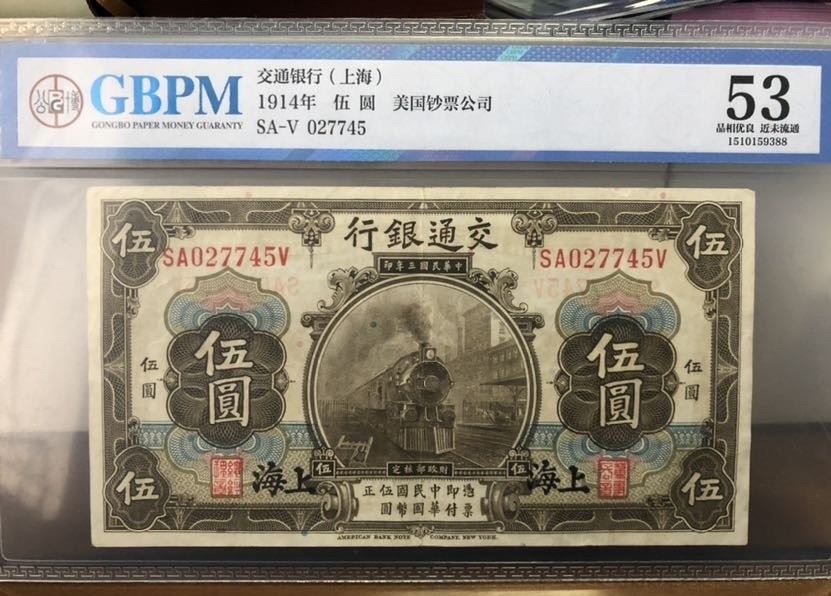 GBPM
GONGBO PAPER MONEY GUARANTY
交通银行（上海）
1914年 伍圆 美国钞票公司
SA-V 027745
53
品相优良 近未流通
1510159388
交通銀行
伍
伍
SA027745V
SA027745V
中華民國三年印
伍圓
伍圓
伍圓
伍圓
財政部核定
伍
伍
上海
上海
憑票即付中華民國國幣伍圓正
伍
伍
AMERICAN BANK NOTE COMPANY, NEW YORK.